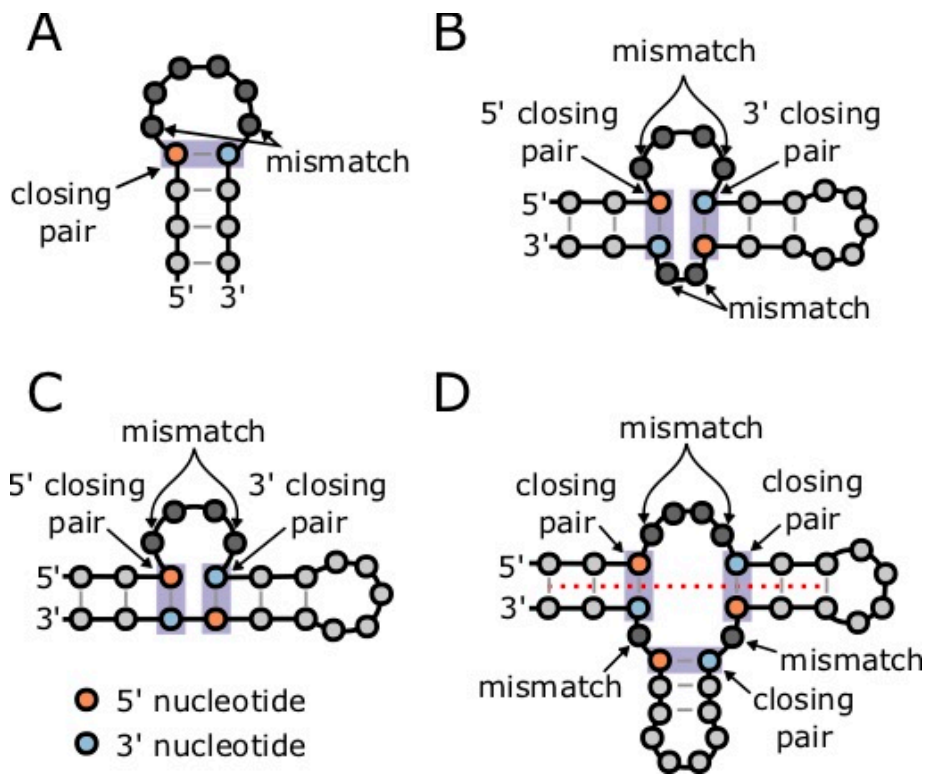 A
mismatch
closing
pair
5' 3'
B
mismatch
5' closing
pair
3' closing
pair
5'
3'
mismatch
C
mismatch
5' closing
pair
3' closing
pair
5'
3'
5' nucleotide
3' nucleotide
D
mismatch
closing
pair
closing
pair
5'
3'
mismatch
mismatch
closing
pair